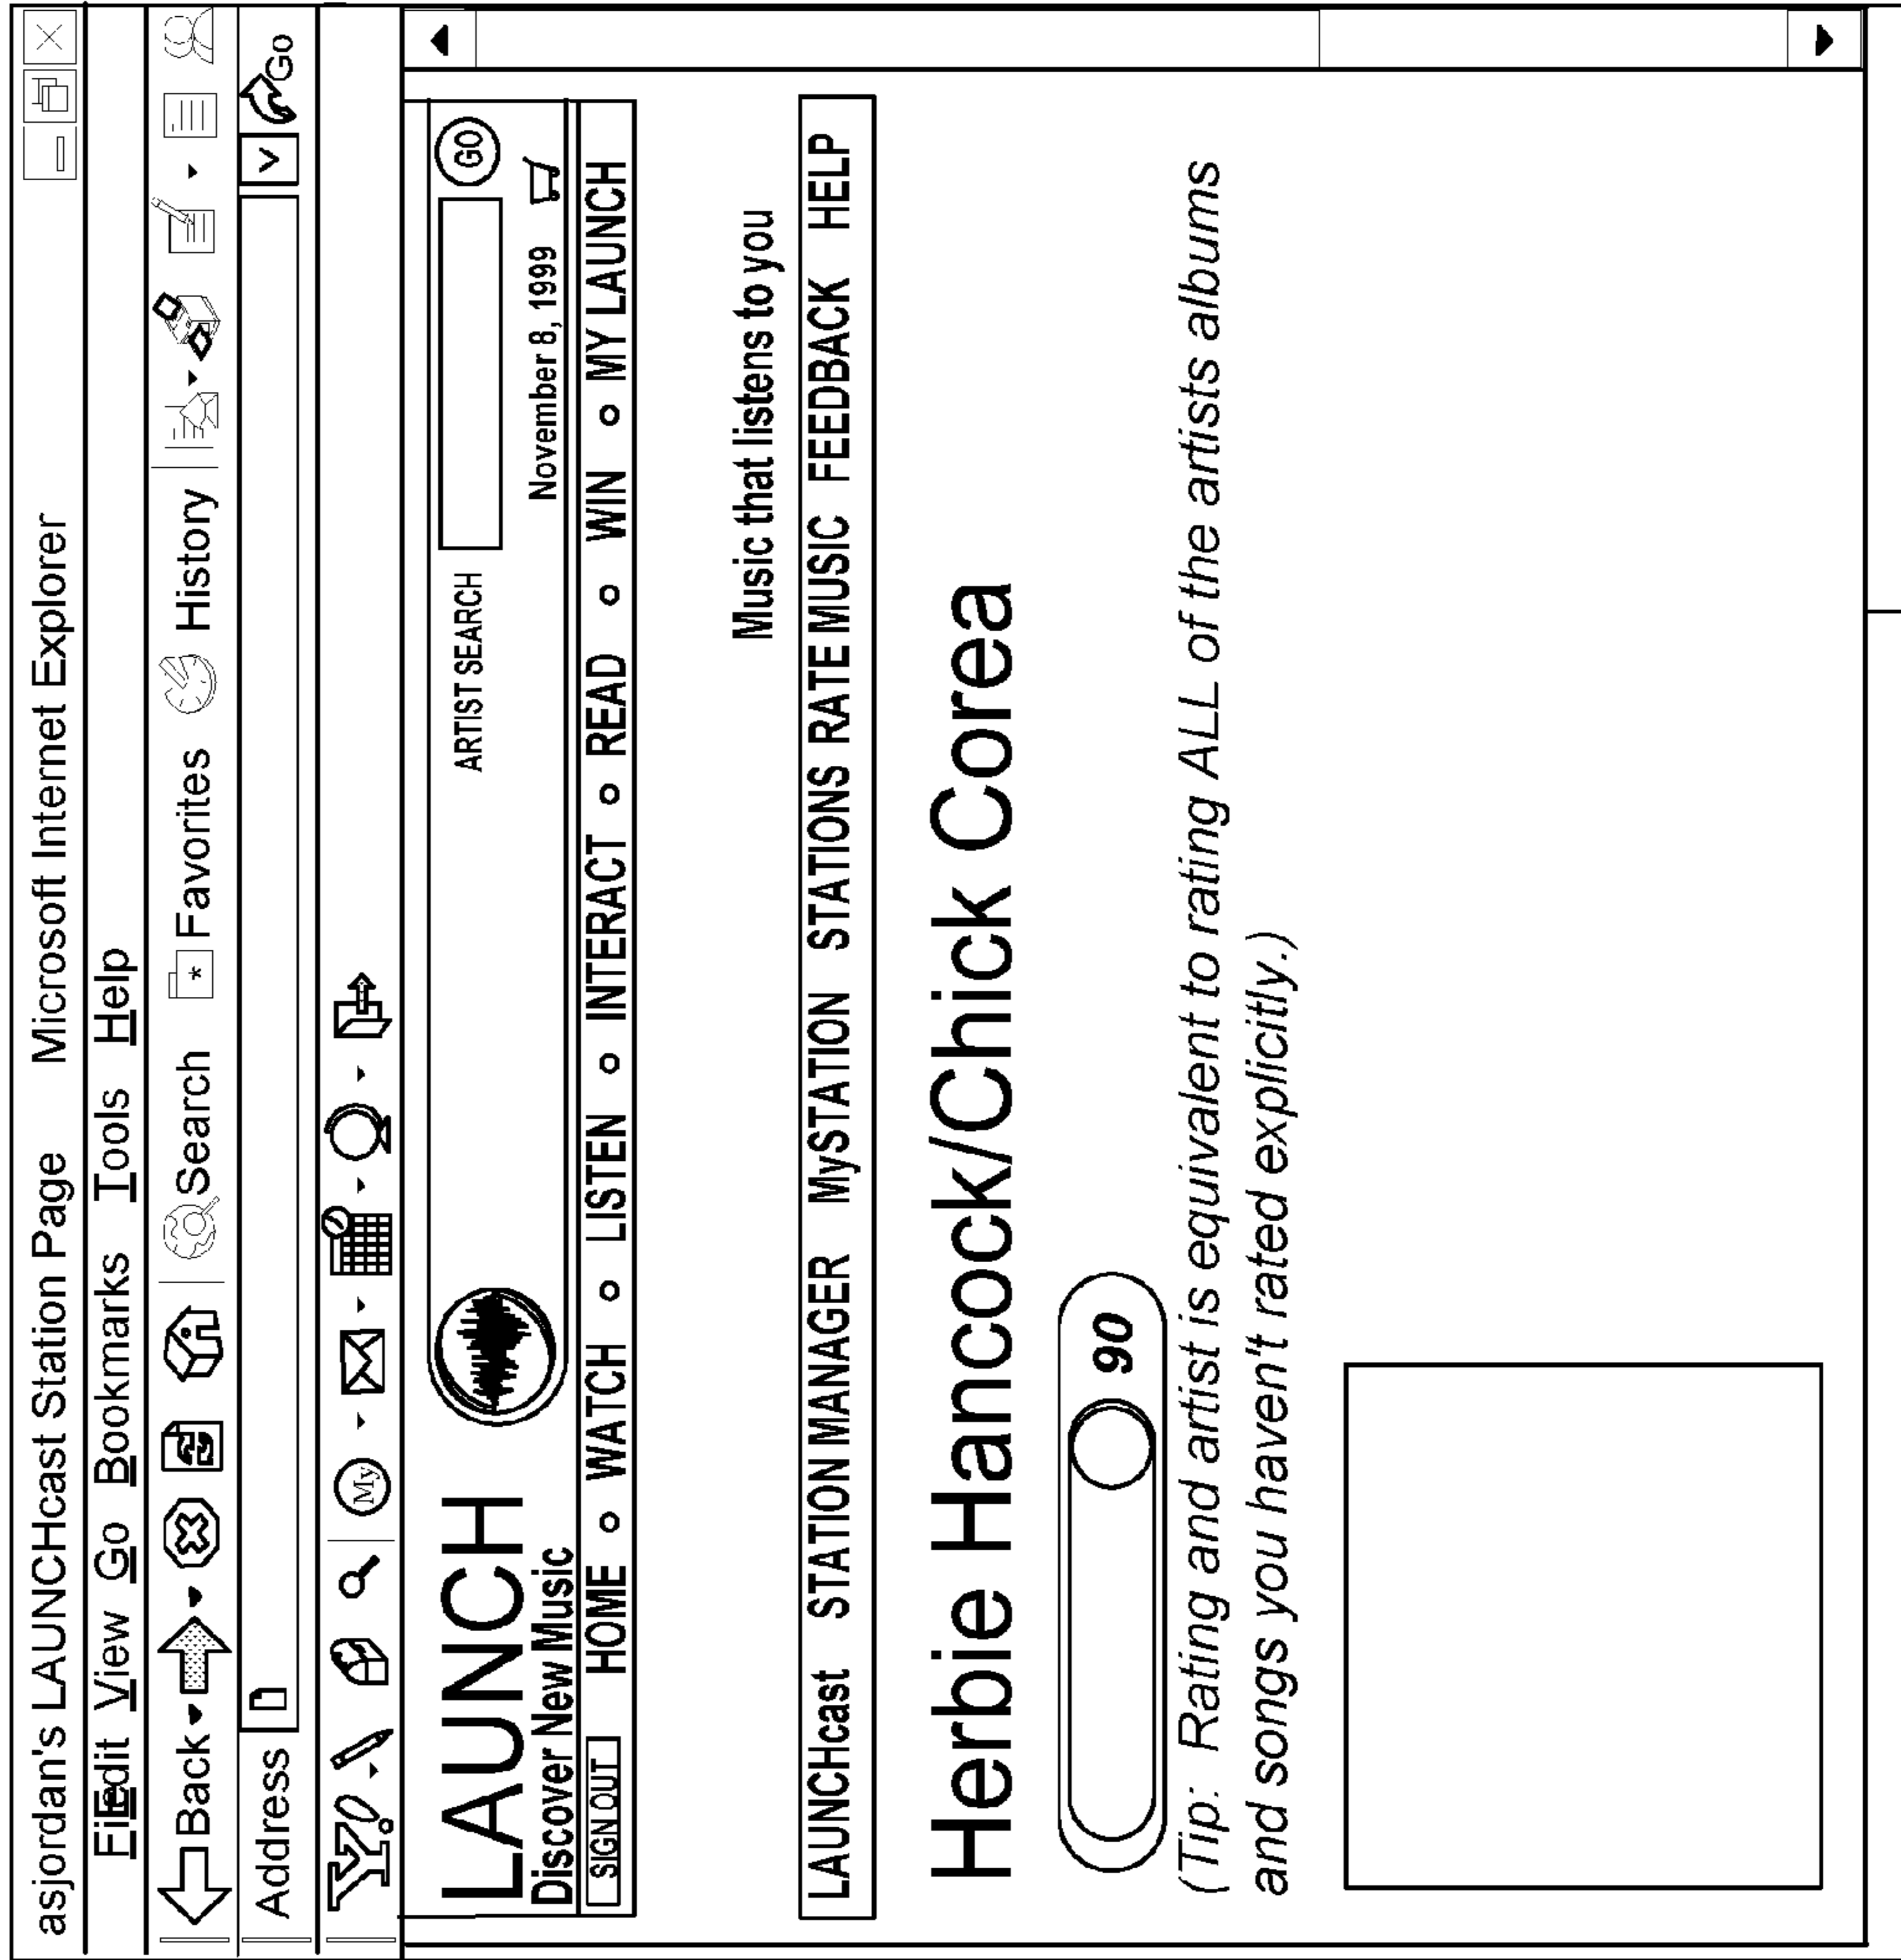 asjordan's LAUNCHcast Station Page Microsoft Internet Explorer
FiEdit View Go Bookmarks Tools Help
Back Search Favorites History
Address Go
Y! My
LAUNCH ARTIST SEARCH GO
Discover New Music November 8, 1999
SIGN OUT HOME o WATCH o LISTEN o INTERACT o READ o WIN o MY LAUNCH
Music that listens to you
LAUNCHcast STATION MANAGER MySTATION STATIONS RATE MUSIC FEEDBACK HELP
Herbie Hancock/Chick Corea
90
(Tip: Rating and artist is equivalent to rating ALL of the artists albums
and songs you haven't rated explicitly.)